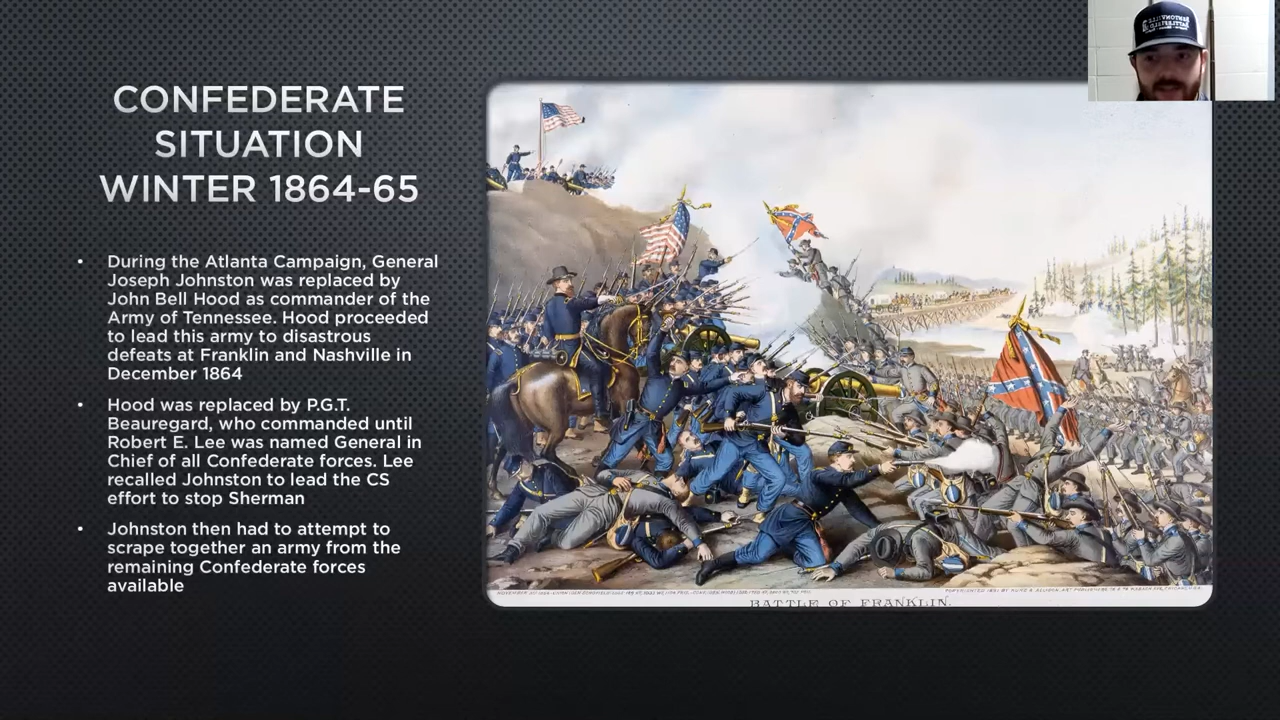 CONFEDERATE
SITUATION
WINTER 1864-65
• During the Atlanta Campaign, General
Joseph Johnston was replaced by
John Bell Hood as commander of the
Army of Tennessee. Hood proceeded
to lead this army to disastrous
defeats at Franklin and Nashville in
December 1864
• Hood was replaced by P.G.T.
Beauregard, who commanded until
Robert E. Lee was named General in
Chief of all Confederate forces. Lee
recalled Johnston to lead the CS
effort to stop Sherman
• Johnston then had to attempt to
scrape together an army from the
remaining Confederate forces
available
BATTLE OF FRANKLIN.